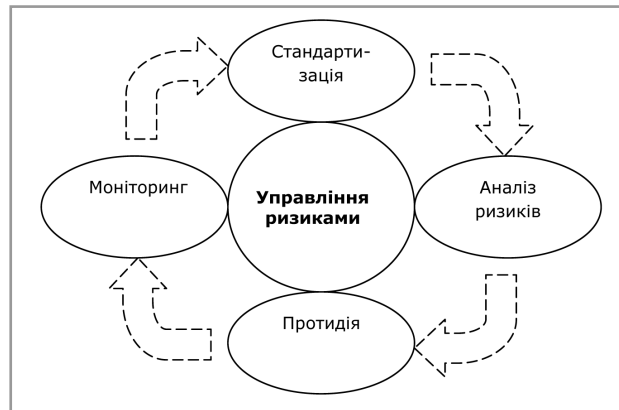 Стандарти-
зація
Моніторинг
Управління
ризиками
Аналіз
ризиків
Протидія